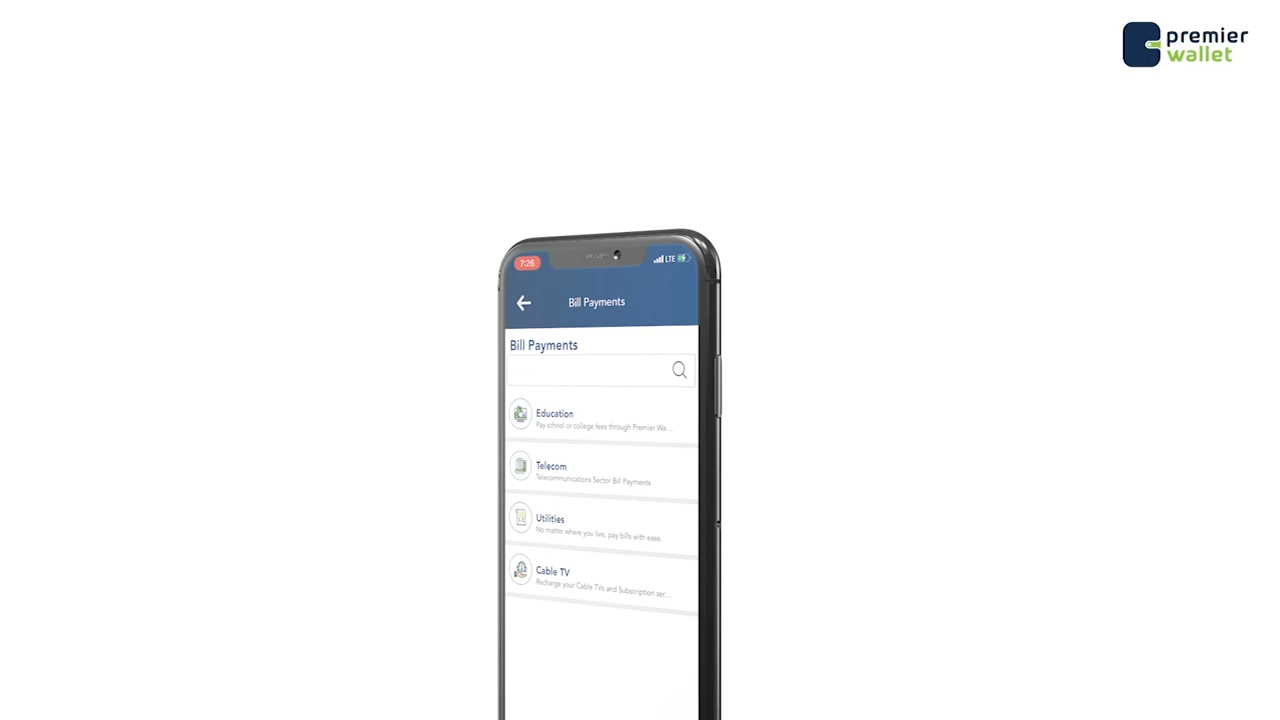 premier
wallet
7:26
LTE
Bill Payments
Bill Payments
Education
Pay school or college fees through Premier Wa...
Telecom
Telecommunications Sector Bill Payments
Utilities
No matter where you live, pay bills with ease.
Cable TV
Recharge your Cable TVs and Subscription ser...